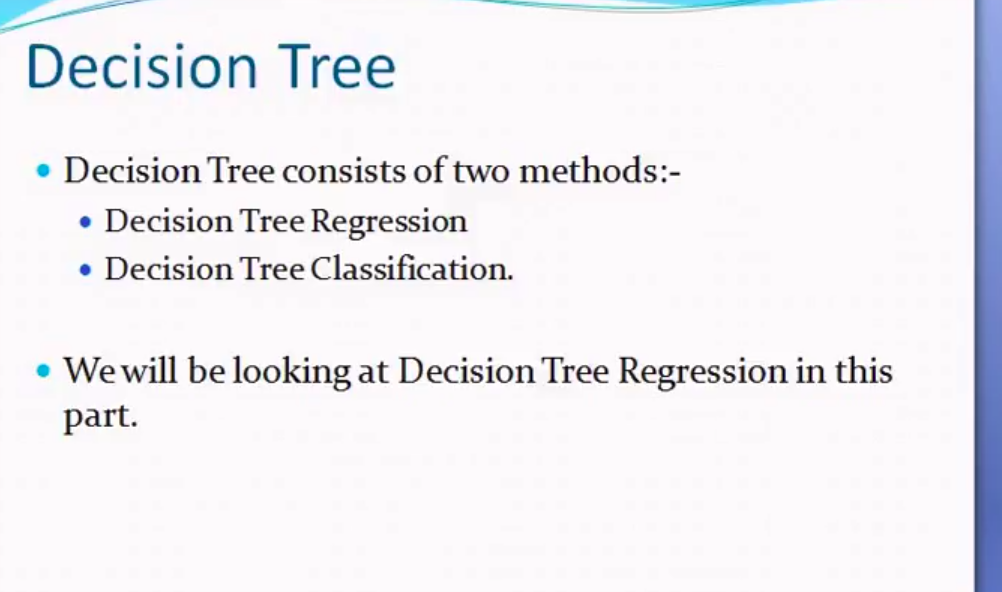 Decision Tree
• Decision Tree consists of two methods:-
• Decision Tree Regression
• Decision Tree Classification.
• We will be looking at Decision Tree Regression in this
part.